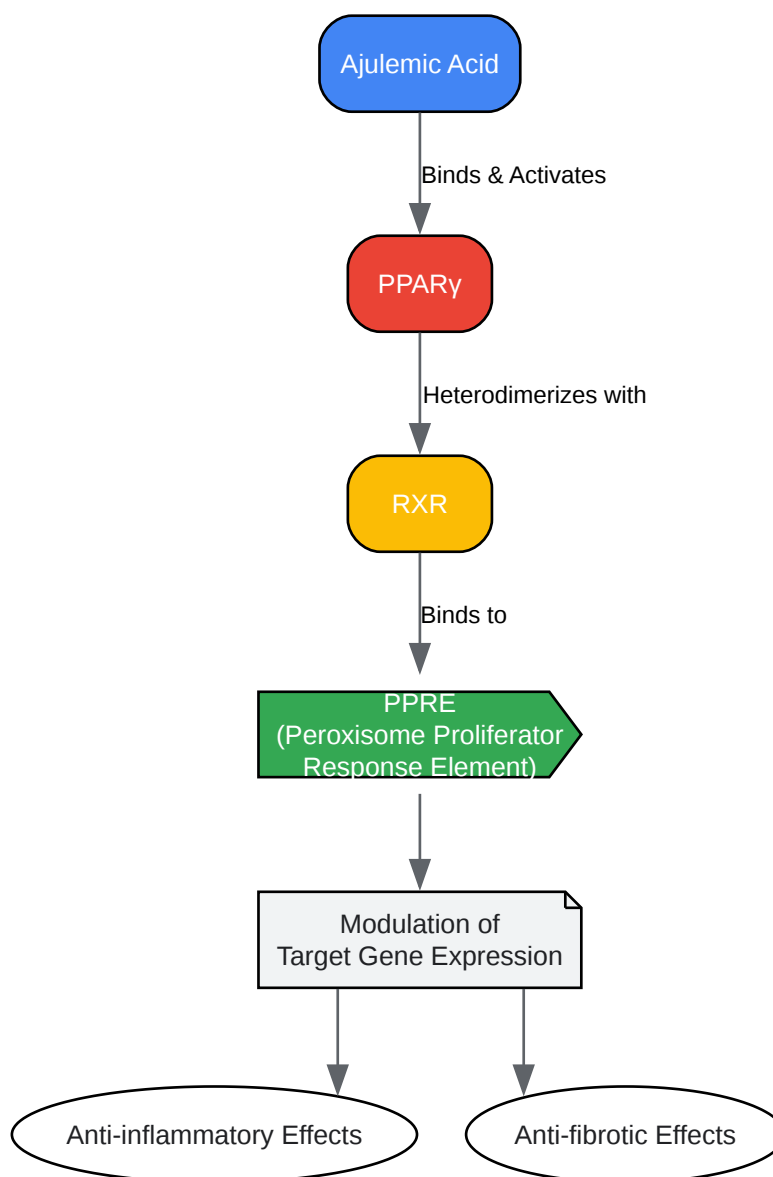 Ajulemic Acid
Binds & Activates
PPARγ
Heterodimerizes with
RXR
Binds to
PPRE
(Peroxisome Proliferator
Response Element)
Modulation of
Target Gene Expression
Anti-inflammatory Effects
Anti-fibrotic Effects